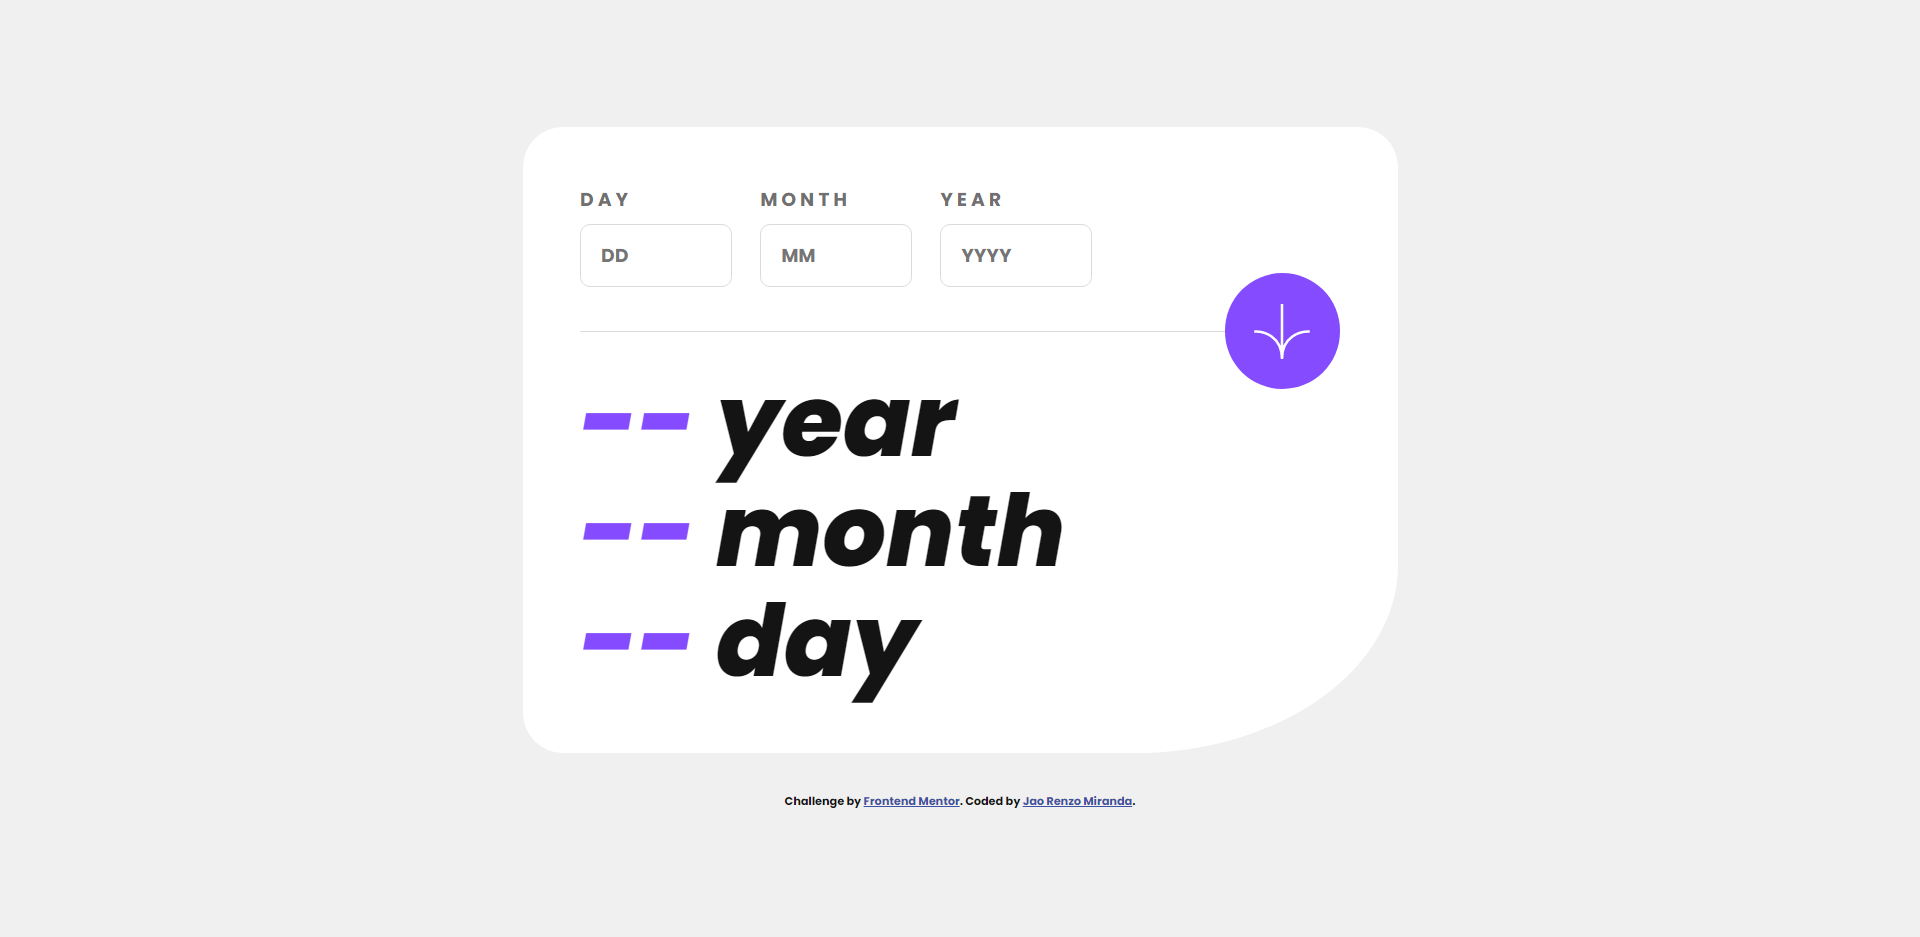 DAY MONTH YEAR
DD MM YYYY
-- year
-- month
-- day
Challenge by Frontend Mentor. Coded by Jao Renzo Miranda.